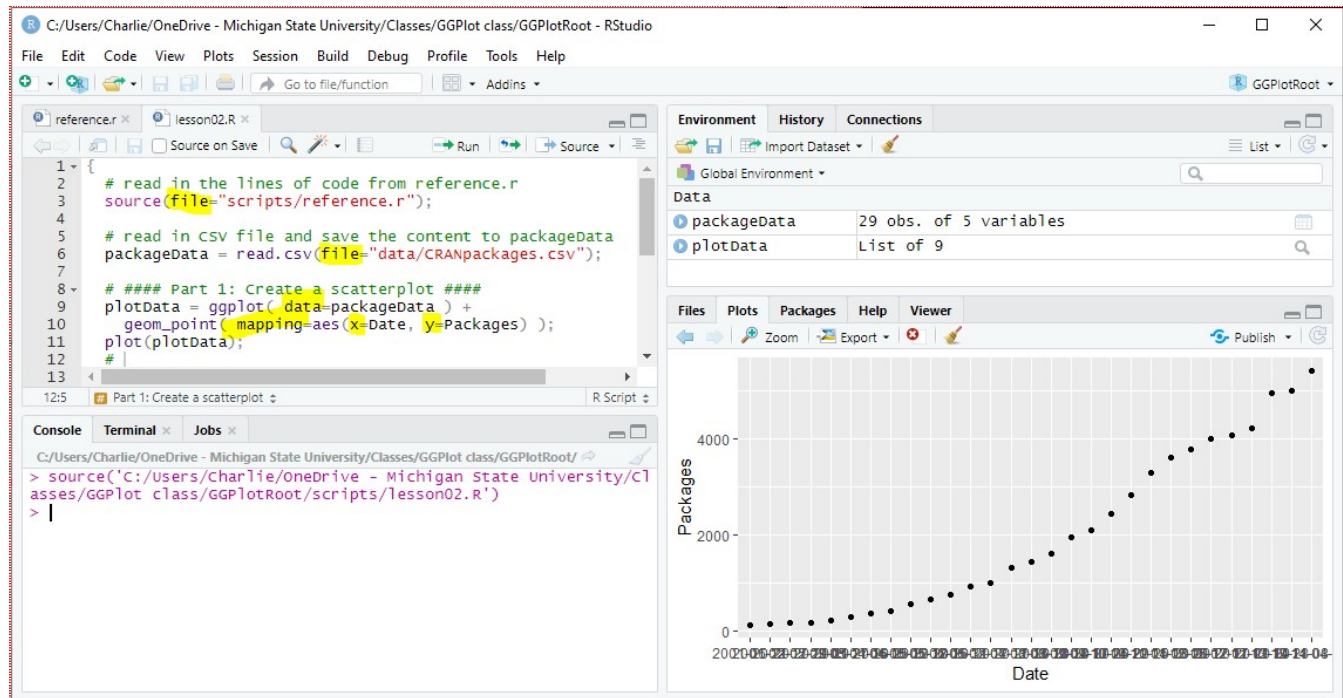 C:/Users/Charlie/OneDrive - Michigan State University/Classes/GGPlot class/GGPlotRoot - RStudio
File Edit Code View Plots Session Build Debug Profile Tools Help
Go to file/function Addins GGPlotRoot
reference.r lesson02.R
Source on Save Run Source
1 {
2 # read in the lines of code from reference.r
3 source(file="scripts/reference.r");
4
5 # read in CSV file and save the content to packageData
6 packageData = read.csv(file="data/CRANpackages.csv");
7
8 # #### Part 1: Create a scatterplot ####
9 plotData = ggplot( data=packageData ) +
10 geom_point( mapping=aes(x=Date, y=Packages) );
11 plot(plotData);
12 #
13
12:5 # Part 1: Create a scatterplot R Script
Console Terminal Jobs
C:/Users/Charlie/OneDrive - Michigan State University/Classes/GGPlot class/GGPlotRoot/
> source('C:/Users/Charlie/OneDrive - Michigan State University/Cl
asses/GGPlot class/GGPlotRoot/scripts/lesson02.R')
>
Environment History Connections
Import Dataset List
Global Environment
Data
packageData 29 obs. of 5 variables
plotData List of 9
Files Plots Packages Help Viewer
Zoom Export Publish
4000
2000
0
Packages
Date